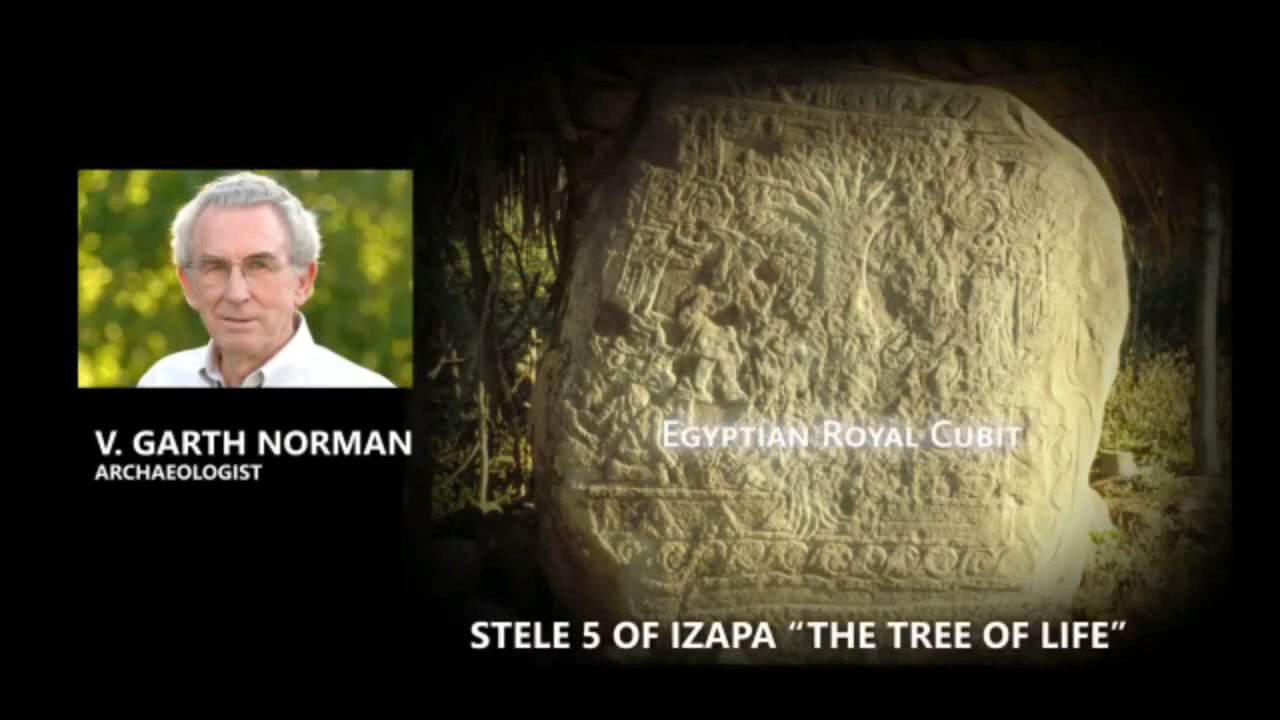 V. GARTH NORMAN
ARCHAEOLOGIST
EGYPTIAN ROYAL CUBIT
STELE 5 OF IZAPA “THE TREE OF LIFE”